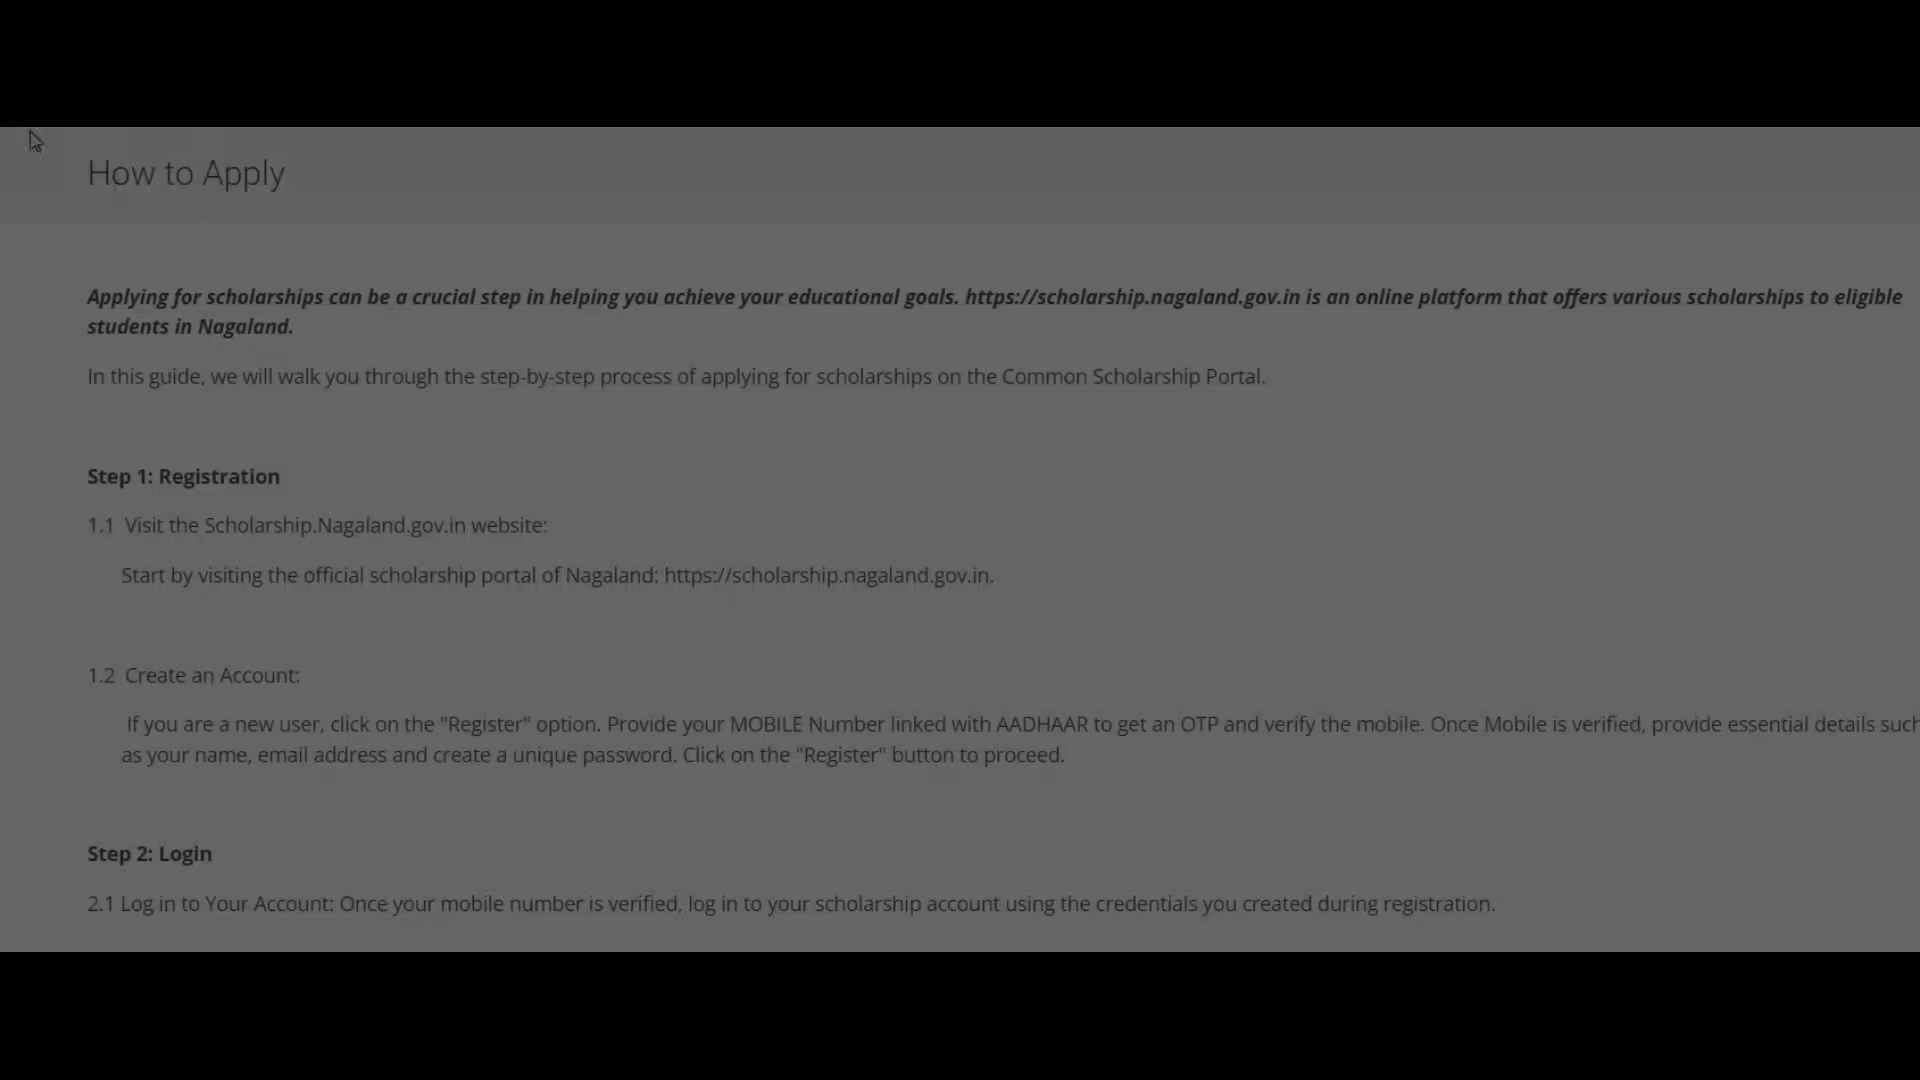 How to Apply
Applying for scholarships can be a crucial step in helping you achieve your educational goals. https://scholarship.nagaland.gov.in is an online platform that offers various scholarships to eligible
students in Nagaland.
In this guide, we will walk you through the step-by-step process of applying for scholarships on the Common Scholarship Portal.
Step 1: Registration
1.1 Visit the Scholarship.Nagaland.gov.in website:
Start by visiting the official scholarship portal of Nagaland: https://scholarship.nagaland.gov.in.
1.2 Create an Account:
If you are a new user, click on the "Register" option. Provide your MOBILE Number linked with AADHAAR to get an OTP and verify the mobile. Once Mobile is verified, provide essential details such
as your name, email address and create a unique password. Click on the "Register" button to proceed.
Step 2: Login
2.1 Log in to Your Account: Once your mobile number is verified, log in to your scholarship account using the credentials you created during registration.